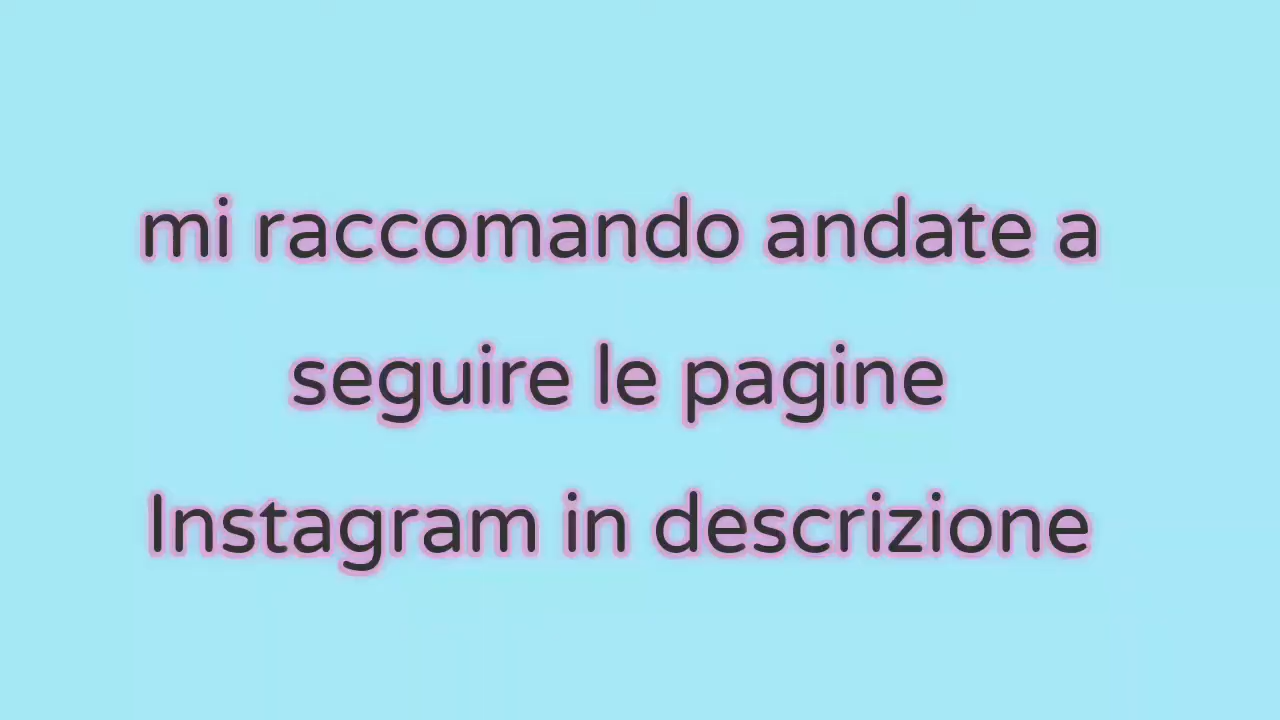 mi raccomando andate a
seguire le pagine
Instagram in descrizione